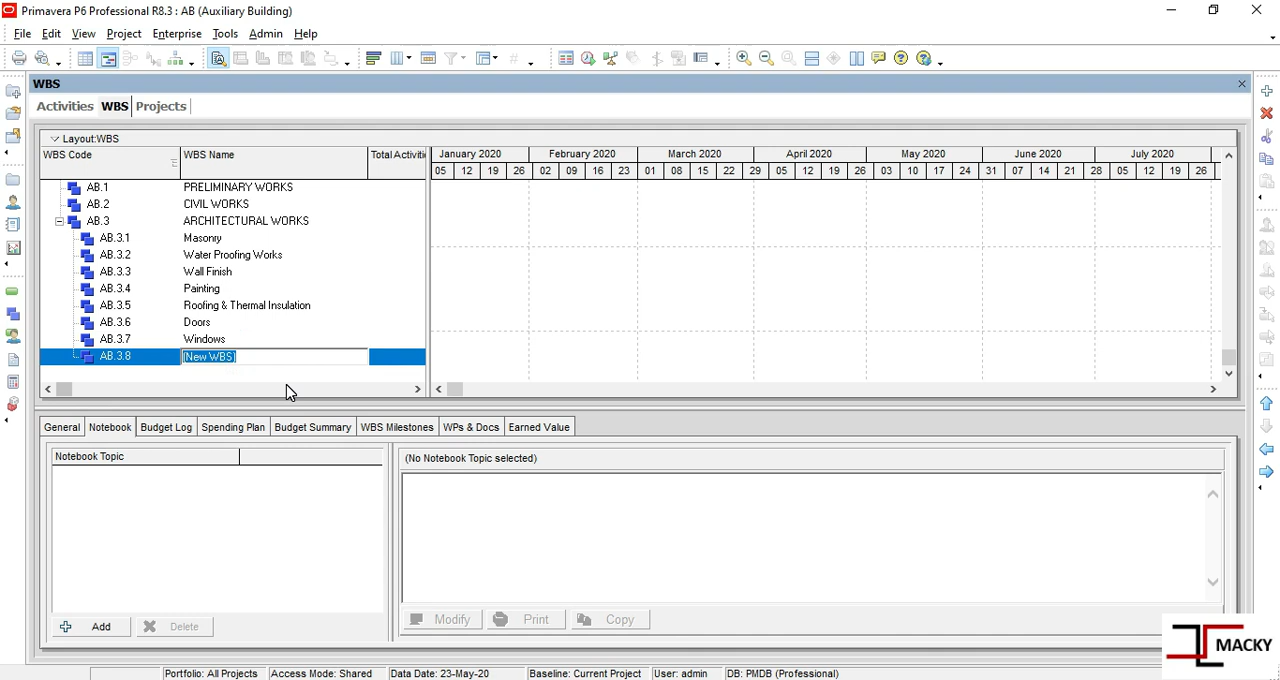 Primavera P6 Professional R8.3 : AB (Auxiliary Building)
File Edit View Project Enterprise Tools Admin Help
WBS
Activities WBS Projects
Layout:WBS
WBS Code WBS Name Total Activiti
January 2020 February 2020 March 2020 April 2020 May 2020 June 2020 July 2020
05 12 19 26 02 09 16 23 01 08 15 22 29 05 12 19 26 03 10 17 24 31 07 14 21 28 05 12 19 26
AB.1 PRELIMINARY WORKS
AB.2 CIVIL WORKS
AB.3 ARCHITECTURAL WORKS
AB.3.1 Masonry
AB.3.2 Water Proofing Works
AB.3.3 Wall Finish
AB.3.4 Painting
AB.3.5 Roofing & Thermal Insulation
AB.3.6 Doors
AB.3.7 Windows
AB.3.8 (New WBS)
General Notebook Budget Log Spending Plan Budget Summary WBS Milestones WPs & Docs Earned Value
Notebook Topic
(No Notebook Topic selected)
Add Delete
Modify Print Copy
MACKY
Portfolio: All Projects Access Mode: Shared Data Date: 23-May-20 Baseline: Current Project User: admin DB: PMDB (Professional)